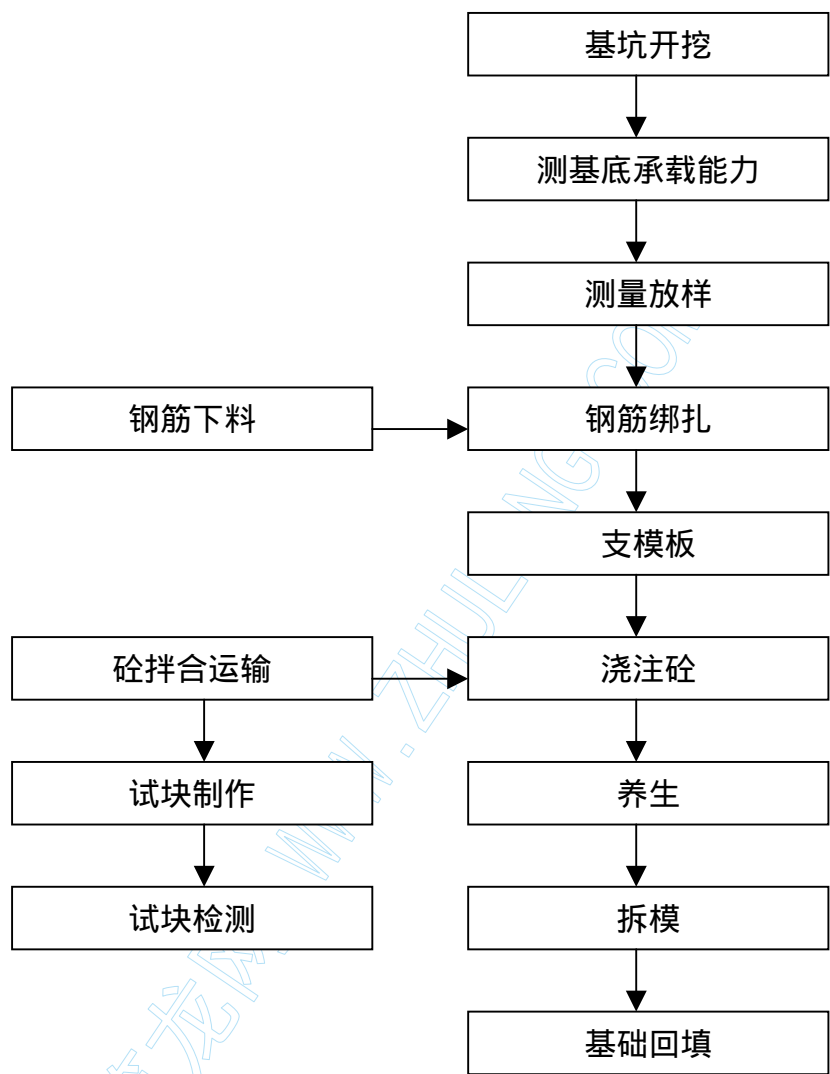 基坑开挖
测基底承载能力
测量放样
钢筋下料
钢筋绑扎
支模板
砼拌合运输
浇注砼
试块制作
养生
试块检测
拆模
基础回填